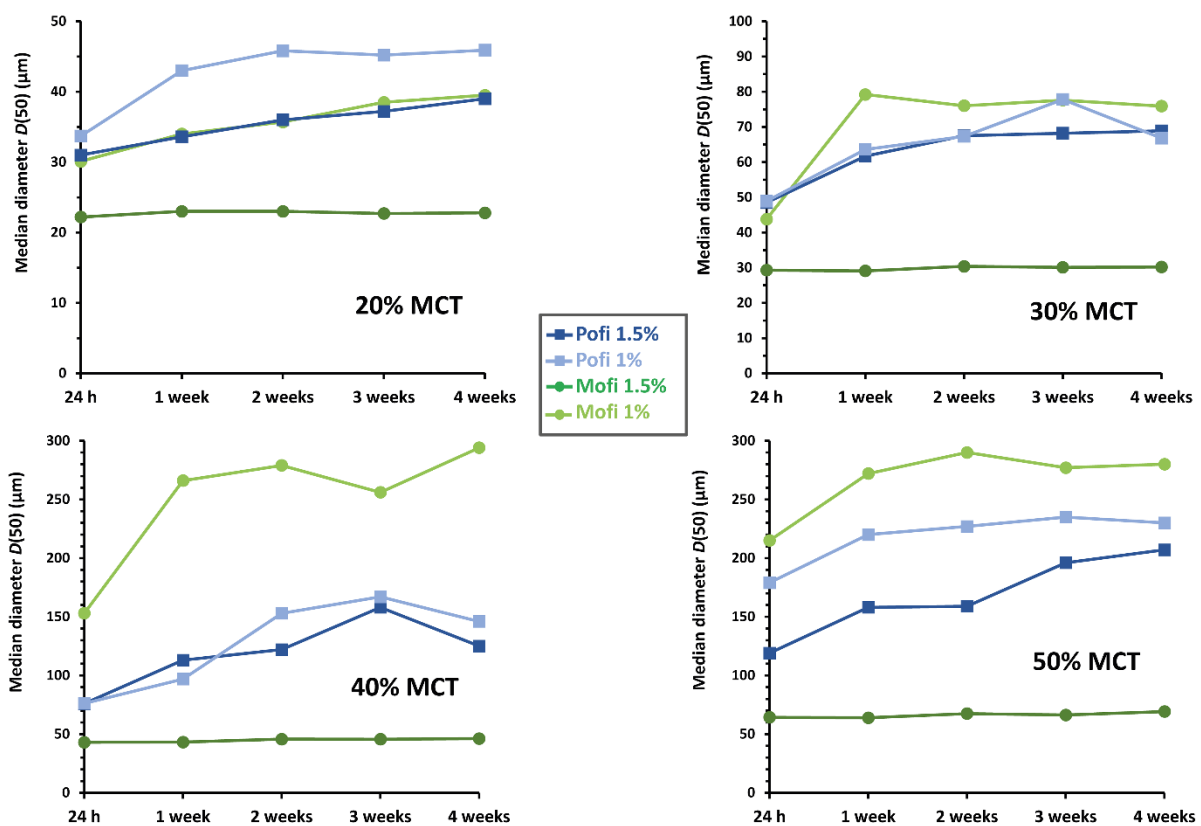 Median diameter D(50) (µm)
50
40
30
20
10
0
20% MCT
24 h 1 week 2 weeks 3 weeks 4 weeks
Median diameter D(50) (µm)
100
90
80
70
60
50
40
30
20
10
0
30% MCT
24 h 1 week 2 weeks 3 weeks 4 weeks
Pofi 1.5%
Pofi 1%
Mofi 1.5%
Mofi 1%
Median diameter D(50) (µm)
300
250
200
150
100
50
0
40% MCT
24 h 1 week 2 weeks 3 weeks 4 weeks
Median diameter D(50) (µm)
300
250
200
150
100
50
0
50% MCT
24 h 1 week 2 weeks 3 weeks 4 weeks